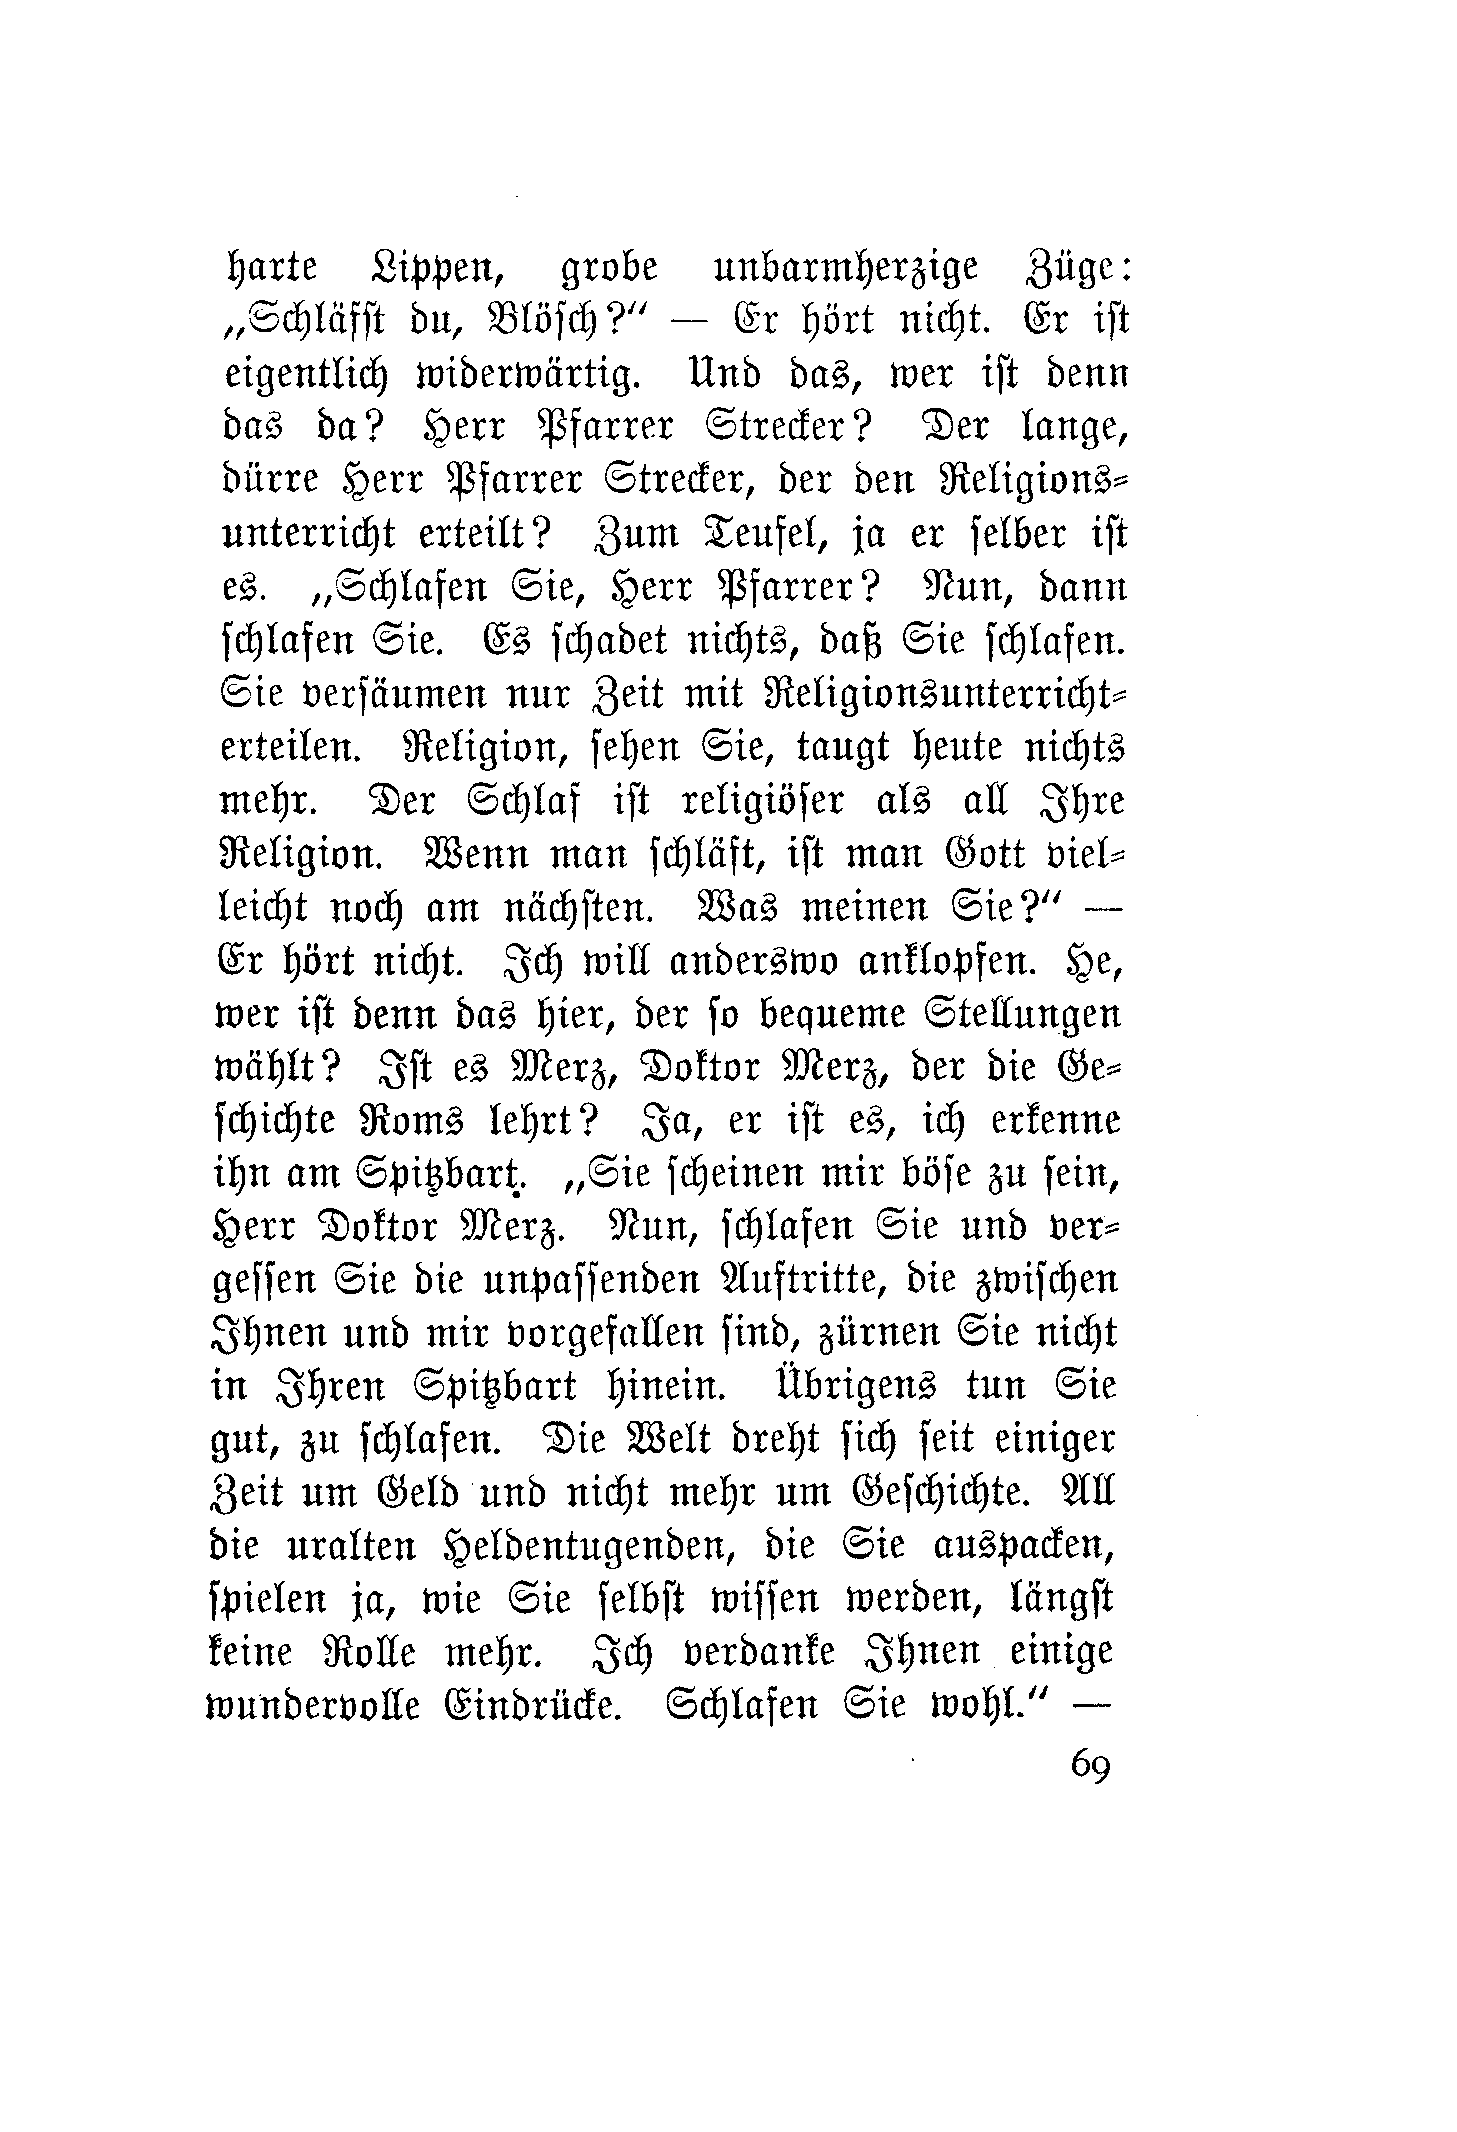 harte Lippen, grobe unbarmherzige Züge:
„Schläfſt du, Blöſch?“ — Er hört nicht. Er iſt
eigentlich widerwärtig. Und das, wer iſt denn
das da? Herr Pfarrer Strecker? Der lange,
dürre Herr Pfarrer Strecker, der den Religions⸗
unterricht erteilt? Zum Teufel, ja er ſelber iſt
es. „Schlafen Sie, Herr Pfarrer? Nun, dann
ſchlafen Sie. Es ſchadet nichts, daß Sie ſchlafen.
Sie verſäumen nur Zeit mit Religionsunterricht⸗
erteilen. Religion, ſehen Sie, taugt heute nichts
mehr. Der Schlaf iſt religiöſer als all Ihre
Religion. Wenn man ſchläft, iſt man Gott viel⸗
leicht noch am nächſten. Was meinen Sie?“ —
Er hört nicht. Ich will anderswo anklopfen. He,
wer iſt denn das hier, der ſo bequeme Stellungen
wählt? Iſt es Merz, Doktor Merz, der die Ge⸗
ſchichte Roms lehrt? Ja, er iſt es, ich erkenne
ihn am Spitzbart. „Sie ſcheinen mir böſe zu ſein,
Herr Doktor Merz. Nun, ſchlafen Sie und ver⸗
geſſen Sie die unpaſſenden Auftritte, die zwiſchen
Ihnen und mir vorgefallen ſind, zürnen Sie nicht
in Ihren Spitzbart hinein. Übrigens tun Sie
gut, zu ſchlafen. Die Welt dreht ſich ſeit einiger
Zeit um Geld und nicht mehr um Geſchichte. All
die uralten Heldentugenden, die Sie auspacken,
ſpielen ja, wie Sie ſelbſt wiſſen werden, längſt
keine Rolle mehr. Ich verdanke Ihnen einige
wundervolle Eindrücke. Schlafen Sie wohl.“ —
69